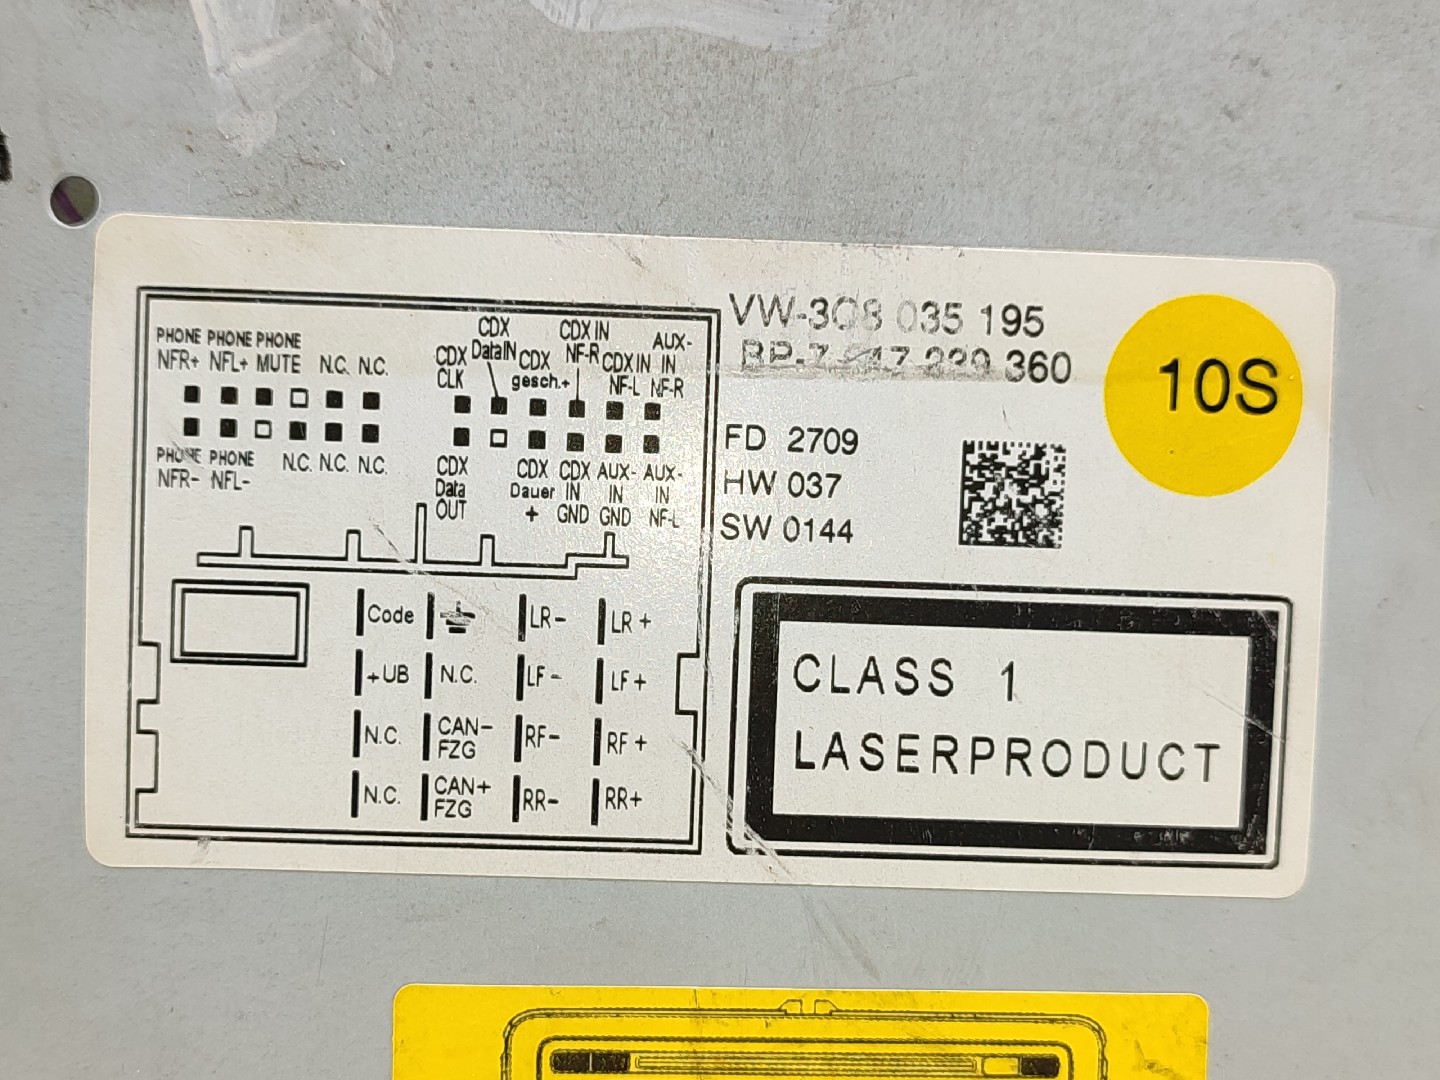 PHONE PHONE PHONE
NFR+ NFL+ MUTE N.C. N.C.
PHONE PHONE
NFR- NFL- N.C. N.C. N.C.
CDX
CLK
CDX
DataIN
CDX
gesch.+
CDX IN
NF-R
CDX IN
NF-L
AUX-
IN
NF-R
CDX
Data
OUT
CDX
Dauer
+
CDX
IN
GND
AUX-
IN
GND
AUX-
IN
NF-L
Code LR- LR+
+UB N.C. LF- LF+
N.C. CAN-
FZG RF- RF+
N.C. CAN+
FZG RR- RR+
VW-3C8 035 195
360
FD 2709
HW 037
SW 0144
10S
CLASS 1
LASERPRODUCT